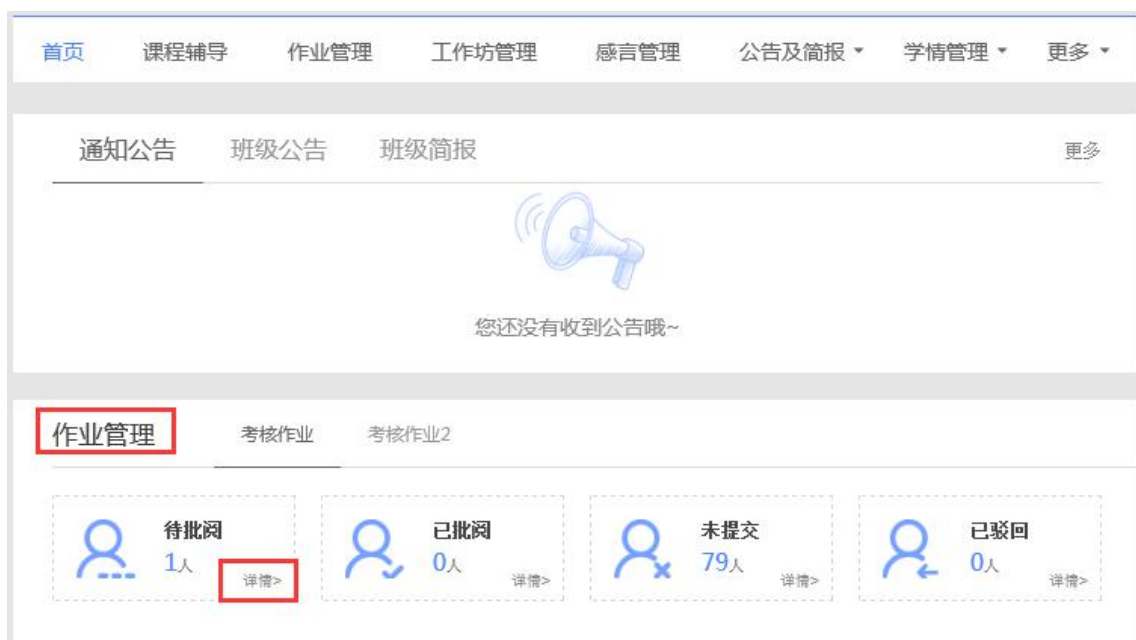 首页 课程辅导 作业管理 工作坊管理 感言管理 公告及简报 学情管理 更多
通知公告 班级公告 班级简报 更多
您还没有收到公告哦~
作业管理 考核作业 考核作业2
待批阅 已批阅 未提交 已驳回
1人 0人 79人 0人
详情> 详情> 详情> 详情>